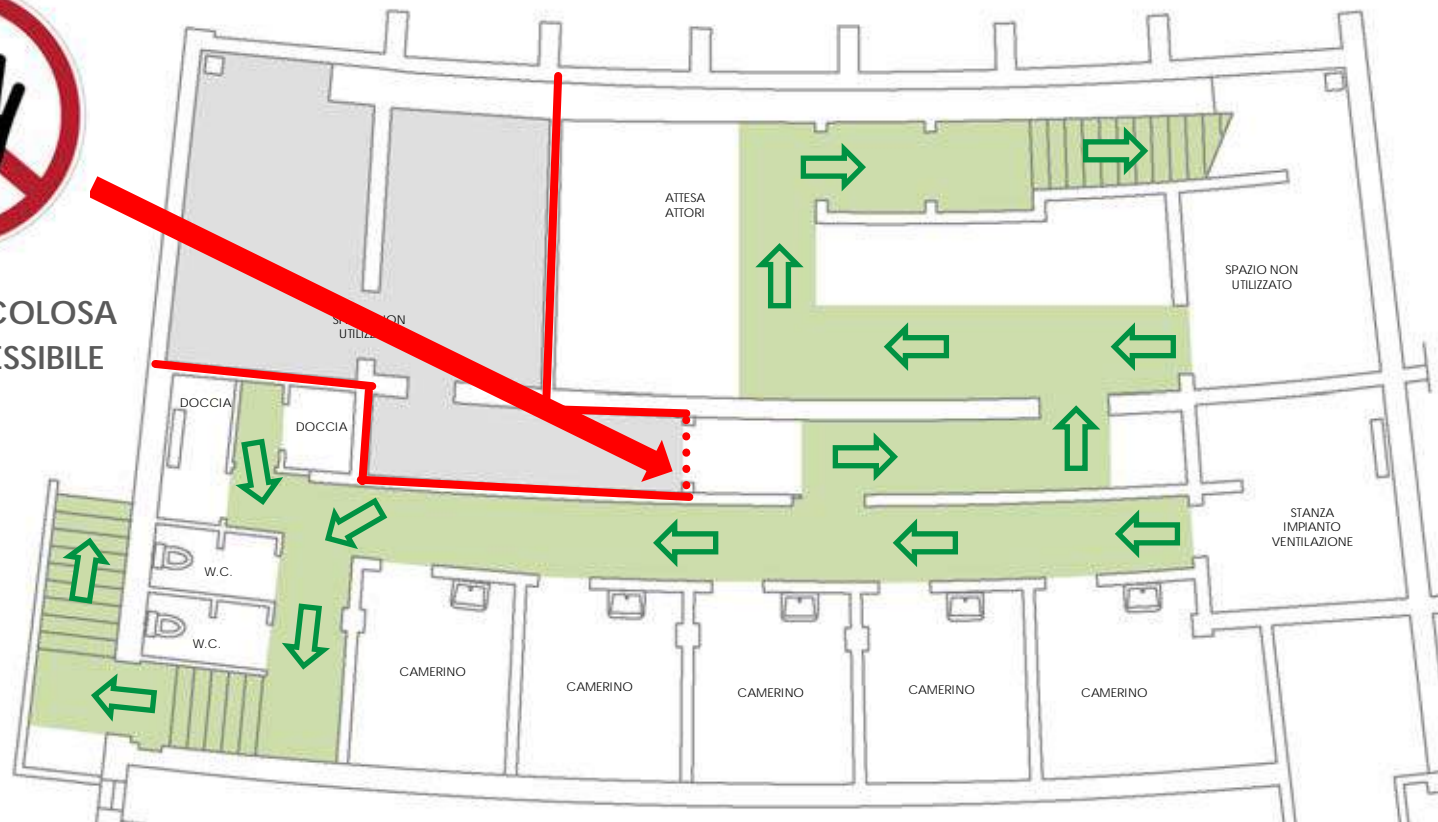 ATTESA
ATTORI
SPAZIO NON
UTILIZZATO
COLOSA
ESSIBILE
DOCCIA
DOCCIA
STANZA
IMPIANTO
VENTILAZIONE
W.C.
W.C.
CAMERINO
CAMERINO
CAMERINO
CAMERINO
CAMERINO